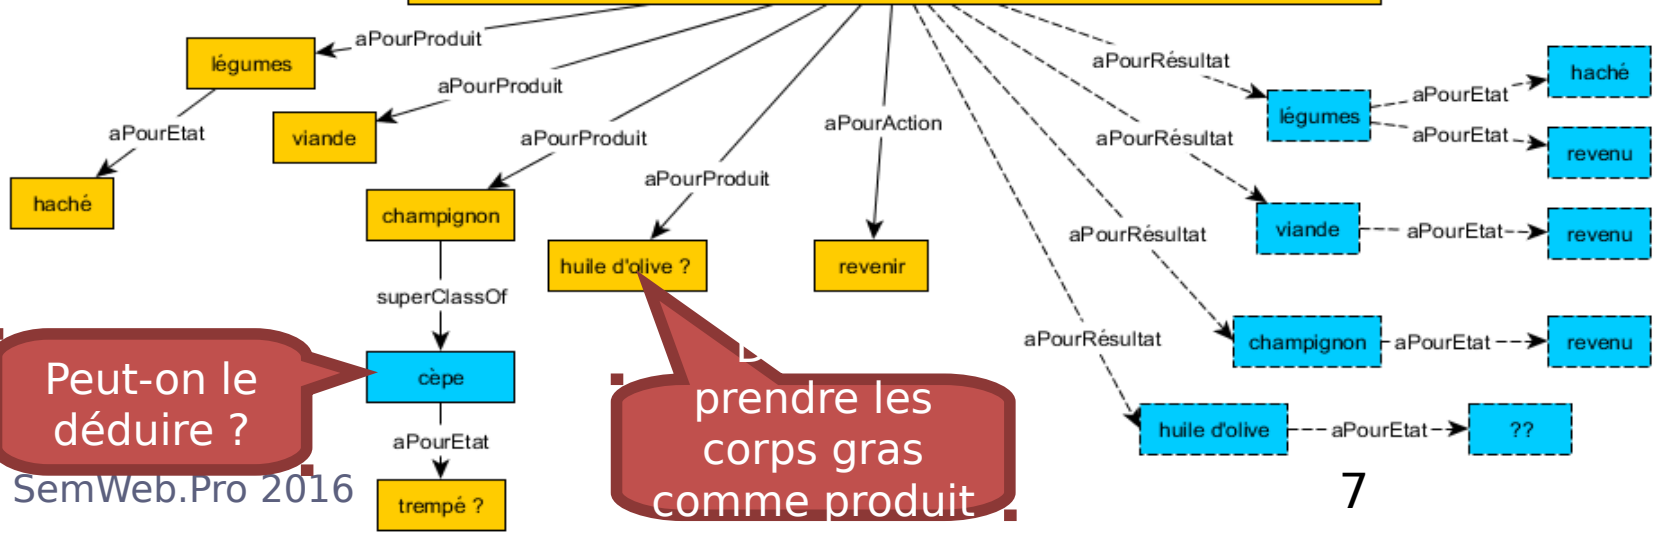 aPourProduit
légumes
aPourEtat
haché
aPourProduit
viande
aPourProduit
champignon
superClassOf
cèpe
aPourEtat
trempé ?
aPourProduit
huile d'olive ?
aPourAction
revenir
aPourRésultat
légumes
aPourEtat
haché
aPourEtat
revenu
aPourRésultat
viande
aPourEtat
revenu
aPourRésultat
champignon
aPourEtat
revenu
aPourRésultat
huile d'olive
aPourEtat
??
Peut-on le
déduire ?
prendre les
corps gras
comme produit
SemWeb.Pro 2016
7